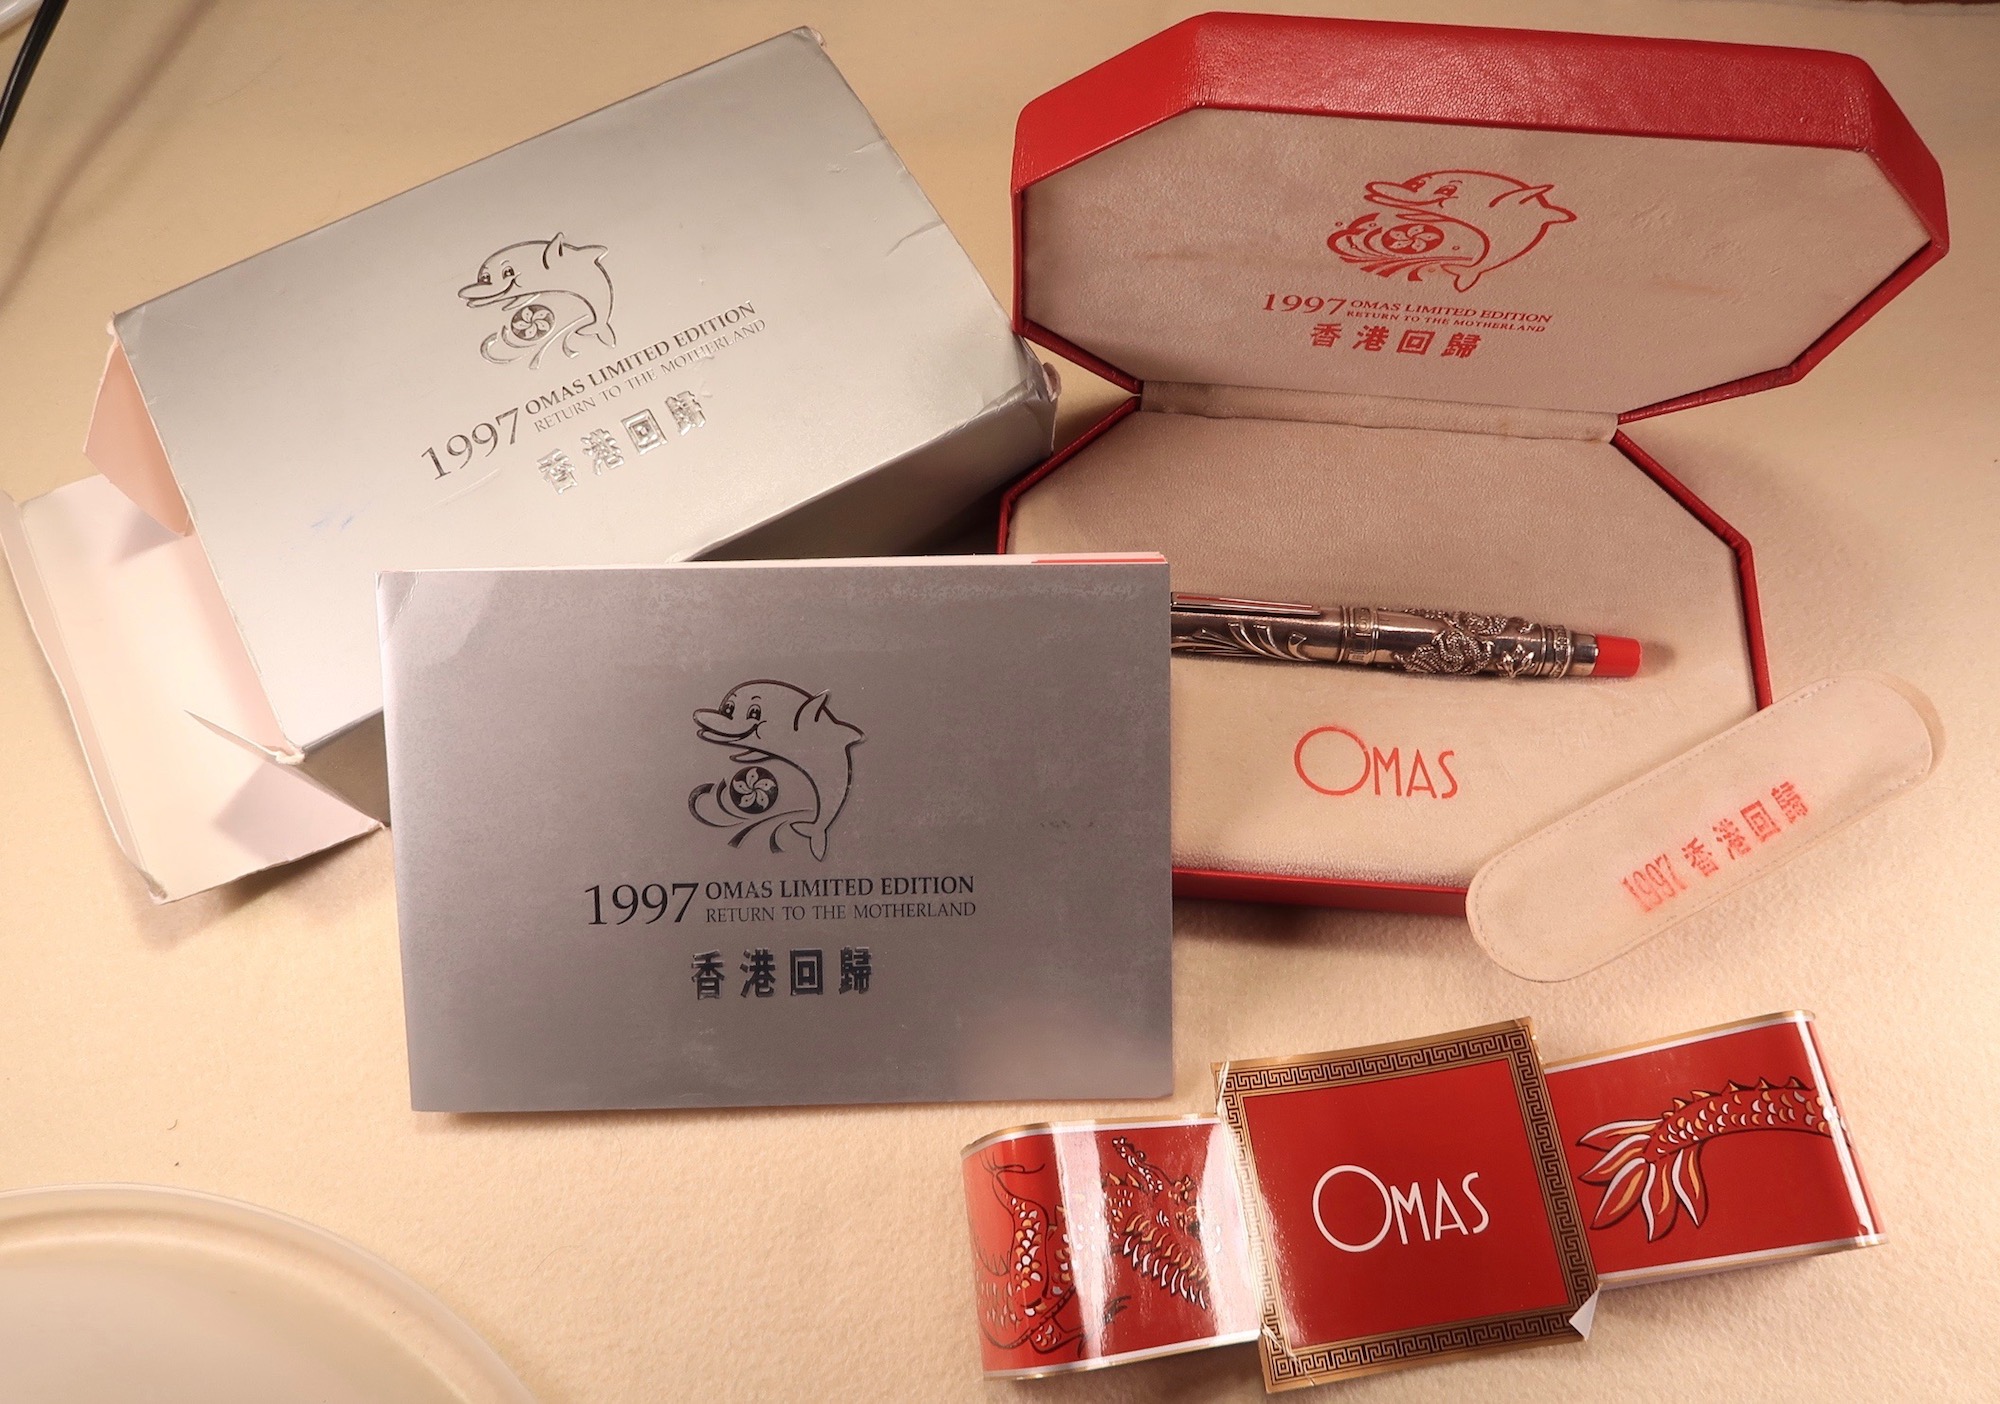 1997 OMAS LIMITED EDITION
RETURN TO THE MOTHERLAND
香港回歸
1997 OMAS LIMITED EDITION
RETURN TO THE MOTHERLAND
香港回歸
1997 OMAS LIMITED EDITION
RETURN TO THE MOTHERLAND
香港回歸
OMAS
1997 香港回歸
OMAS